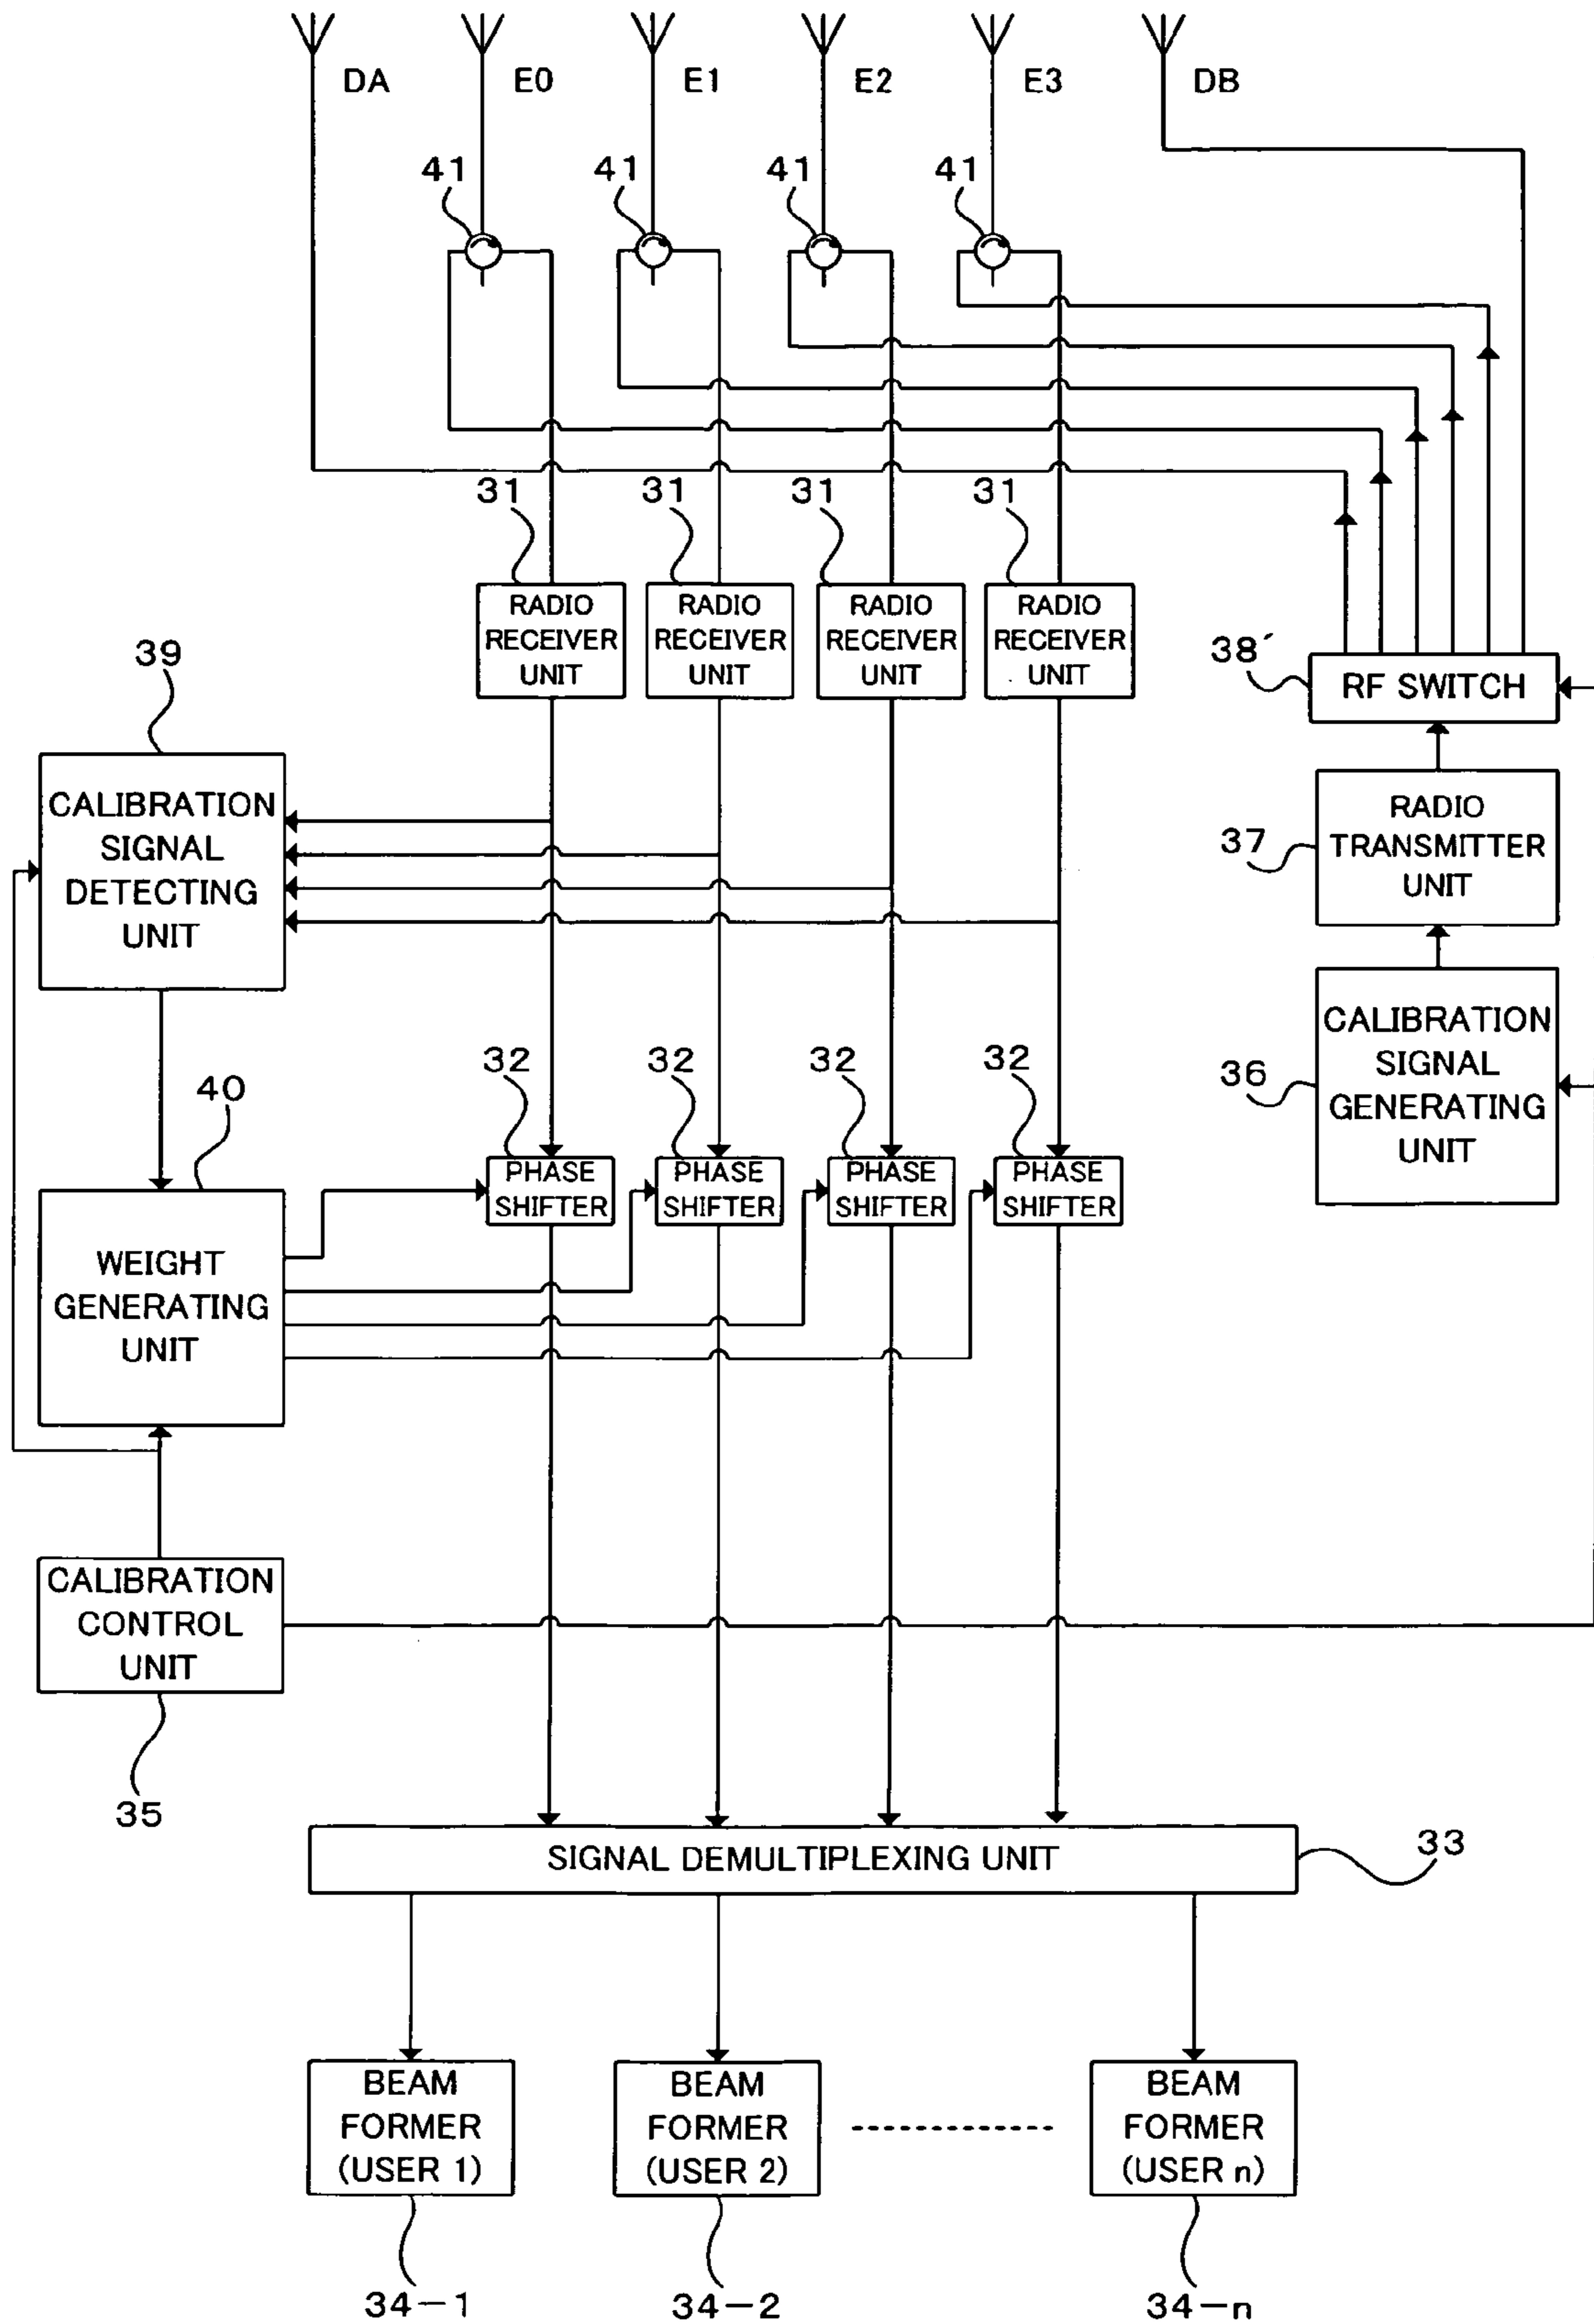 DA
E0
E1
E2
E3
DB
41
41
41
41
31
31
31
31
RADIO
RECEIVER
UNIT
RADIO
RECEIVER
UNIT
RADIO
RECEIVER
UNIT
RADIO
RECEIVER
UNIT
38′
RF SWITCH
39
CALIBRATION
SIGNAL
DETECTING
UNIT
37
RADIO
TRANSMITTER
UNIT
36
CALIBRATION
SIGNAL
GENERATING
UNIT
32
32
32
32
40
PHASE
SHIFTER
PHASE
SHIFTER
PHASE
SHIFTER
PHASE
SHIFTER
WEIGHT
GENERATING
UNIT
CALIBRATION
CONTROL
UNIT
35
SIGNAL DEMULTIPLEXING UNIT
33
BEAM
FORMER
(USER 1)
BEAM
FORMER
(USER 2)
BEAM
FORMER
(USER n)
34-1
34-2
34-n